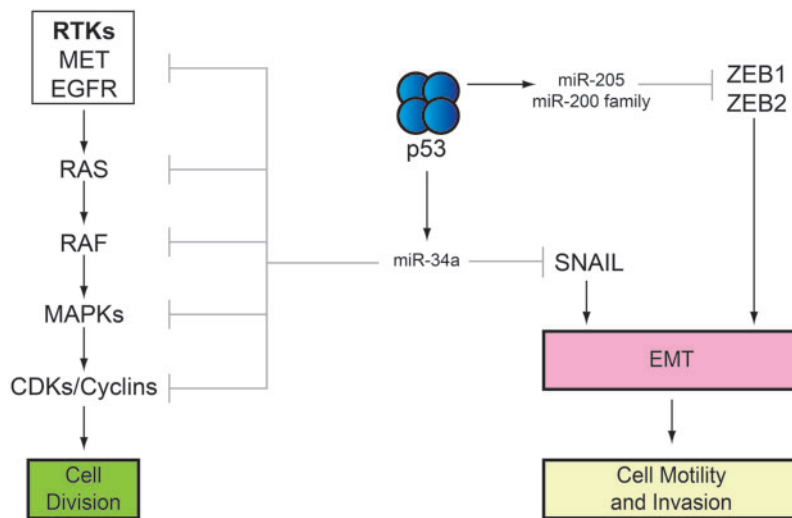 RTKs
MET
EGFR
RAS
RAF
MAPKs
CDKs/Cyclins
Cell
Division
p53
miR-205
miR-200 family
miR-34a
ZEB1
ZEB2
SNAIL
EMT
Cell Motility
and Invasion